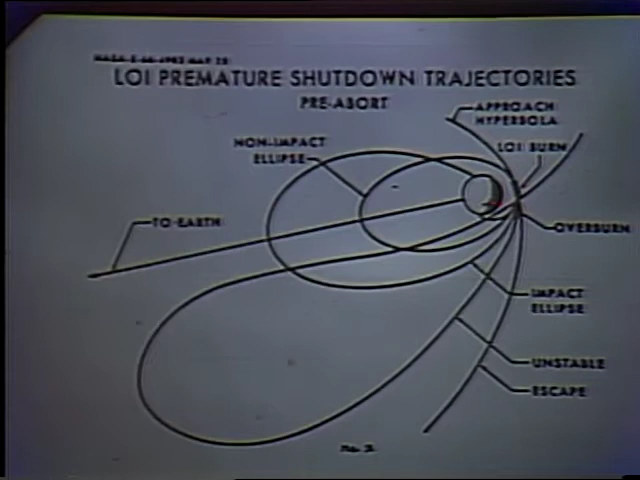 LOI PREMATURE SHUTDOWN TRAJECTORIES
PRE-ABORT
APPROACH
HYPERBOLA
NON-IMPACT
ELLIPSE
LOI BURN
TO EARTH
OVERBURN
IMPACT
ELLIPSE
UNSTABLE
ESCAPE